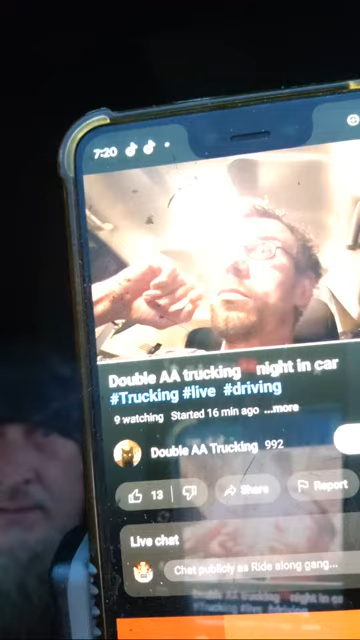 7:20
Double AA trucking night in car
#Trucking #live #driving
9 watching Started 16 min ago ...more
Double AA Trucking 992
13 Share Report
Live chat
Chat publicly as Ride along gang...